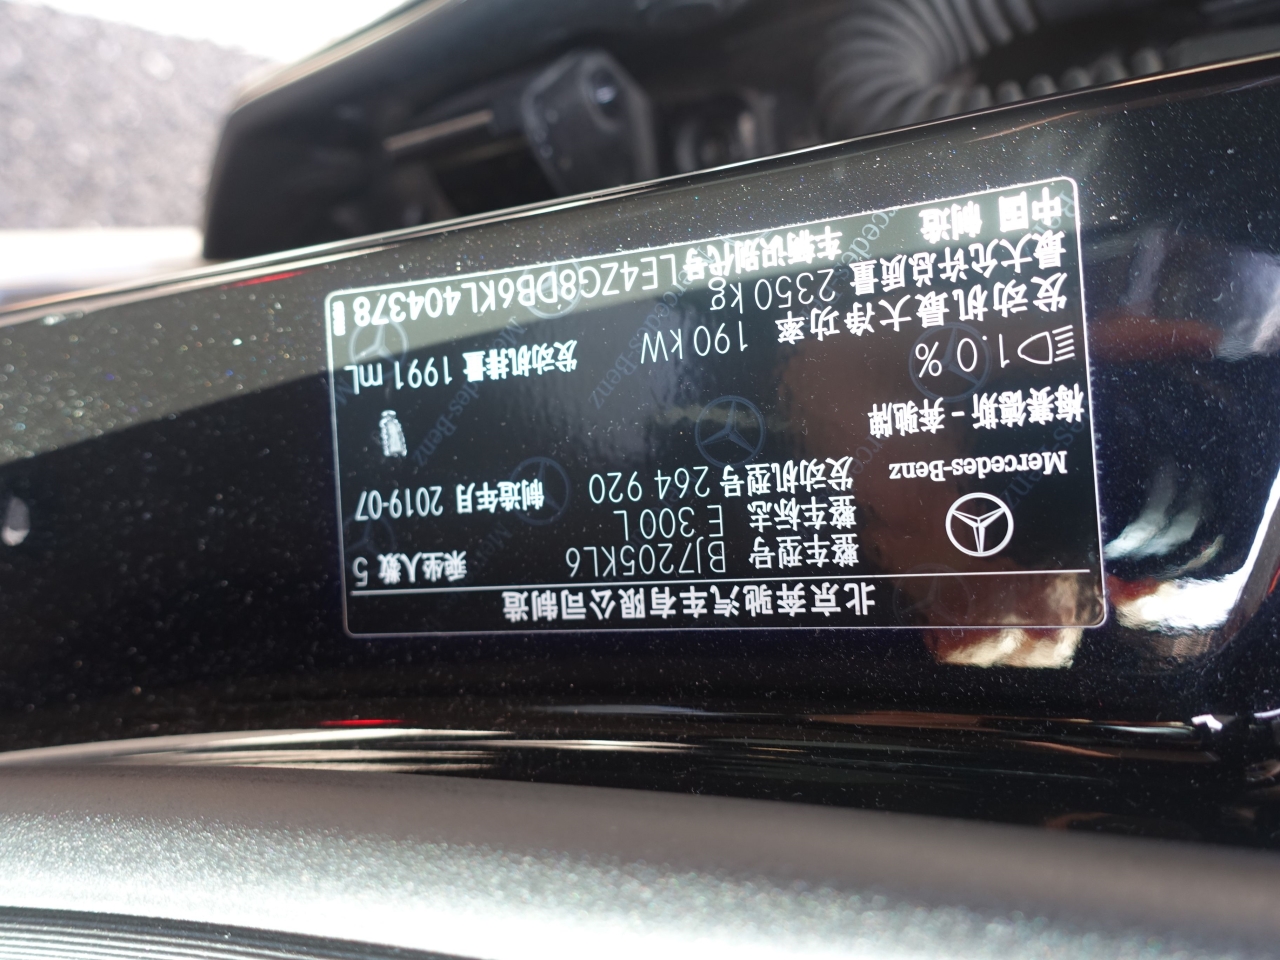 北京奔驰汽车有限公司制造
Mercedes-Benz
梅赛德斯-奔驰牌
整车型号 BJ7205KL6 乘坐人数 5
整车标志 E 300 L
发动机型号 264 920 制造年月 2019-07
1.0 %
发动机最大净功率 190 kW 发动机排量 1991 mL
最大允许总质量 2350 kg
中国 制造 车辆识别代号 LE4ZG8DB6KL404378